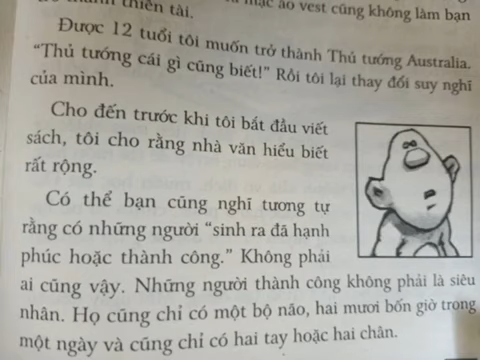 thành thiên tài.
mặc áo vest cũng không làm bạn
Được 12 tuổi tôi muốn trở thành Thủ tướng Australia.
“Thủ tướng cái gì cũng biết!” Rồi tôi lại thay đổi suy nghĩ
của mình.
Cho đến trước khi tôi bắt đầu viết
sách, tôi cho rằng nhà văn hiểu biết
rất rộng.
Có thể bạn cũng nghĩ tương tự
rằng có những người “sinh ra đã hạnh
phúc hoặc thành công.” Không phải
ai cũng vậy. Những người thành công không phải là siêu
nhân. Họ cũng chỉ có một bộ não, hai mươi bốn giờ trong
một ngày và cũng chỉ có hai tay hoặc hai chân.